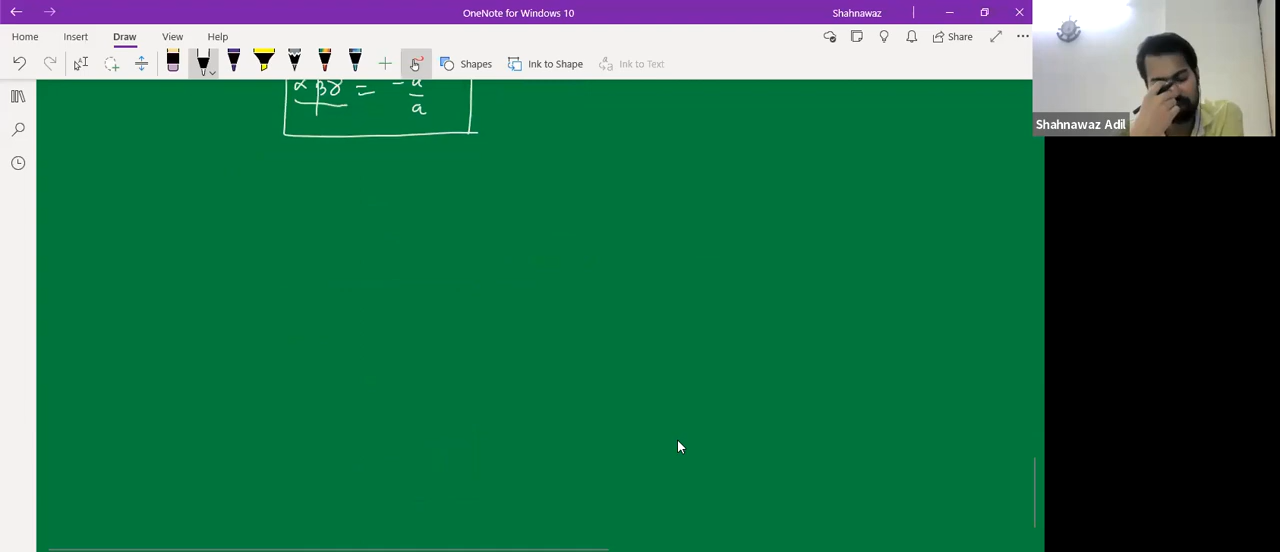 OneNote for Windows 10
Shahnawaz
Home Insert Draw View Help
Share
Shapes Ink to Shape Ink to Text
αβγ = -
a
Shahnawaz Adil